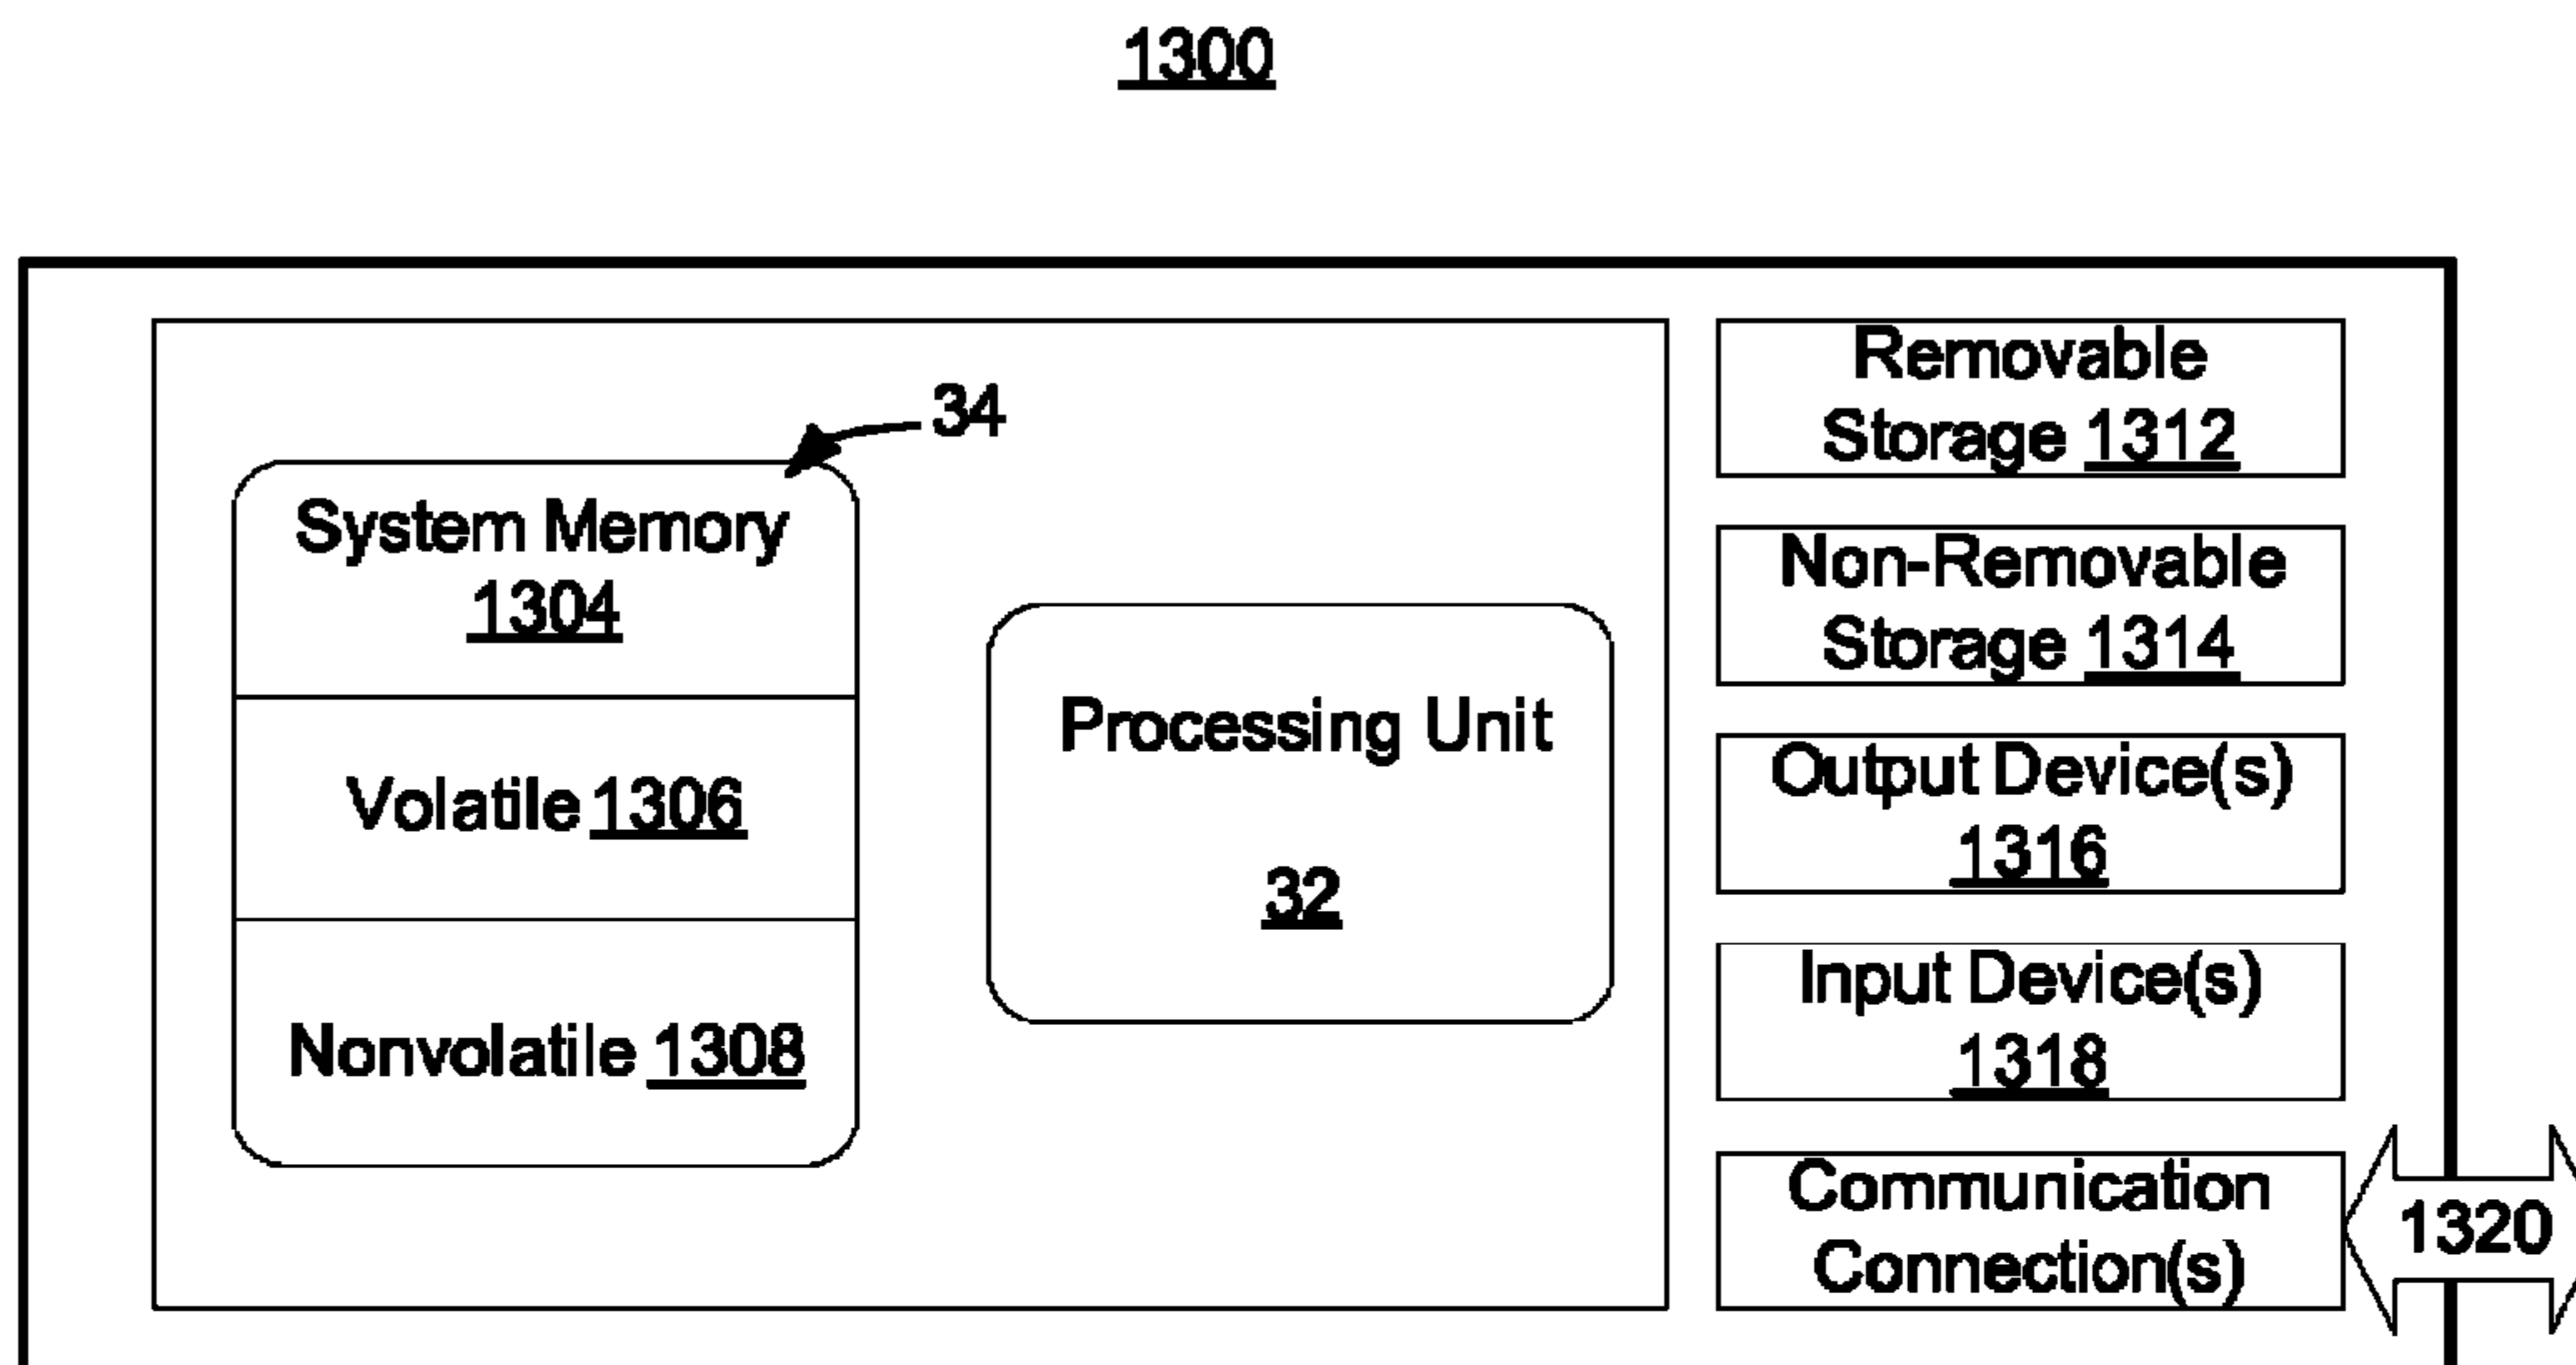 1300
34
System Memory
1304
Volatile 1306
Nonvolatile 1308
Processing Unit
32
Removable
Storage 1312
Non-Removable
Storage 1314
Output Device(s)
1316
Input Device(s)
1318
Communication
Connection(s)
1320